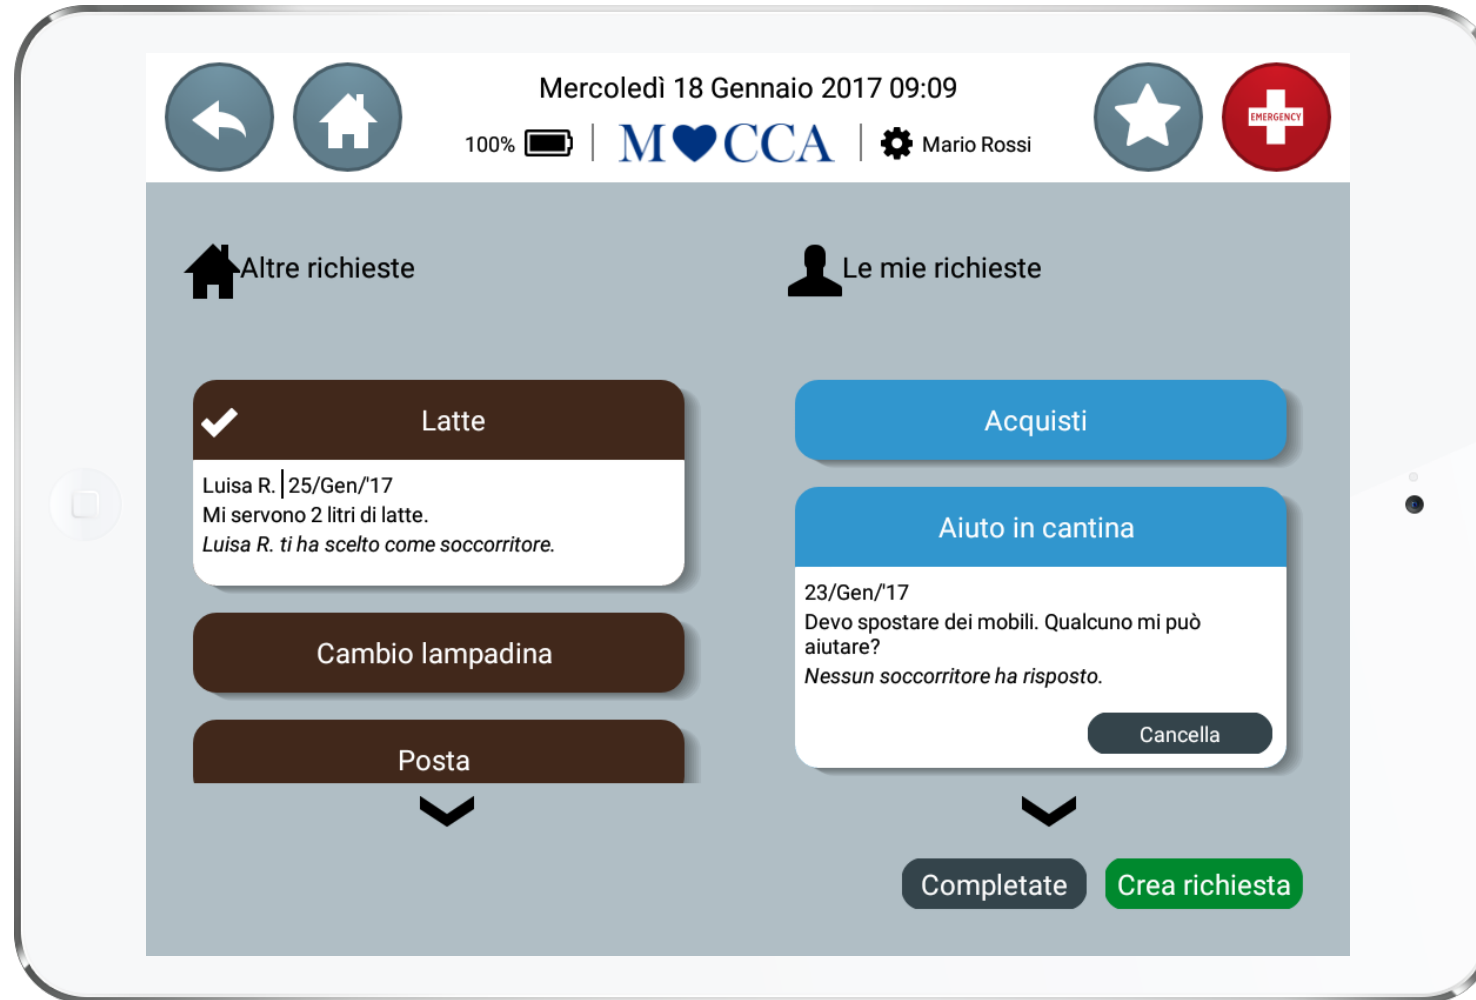 Mercoledì 18 Gennaio 2017 09:09
100% | M♥CCA | Mario Rossi
EMERGENCY
Altre richieste
Latte
Luisa R. | 25/Gen/'17
Mi servono 2 litri di latte.
Luisa R. ti ha scelto come soccorritore.
Cambio lampadina
Posta
Le mie richieste
Acquisti
Aiuto in cantina
23/Gen/'17
Devo spostare dei mobili. Qualcuno mi può
aiutare?
Nessun soccorritore ha risposto.
Cancella
Completate
Crea richiesta